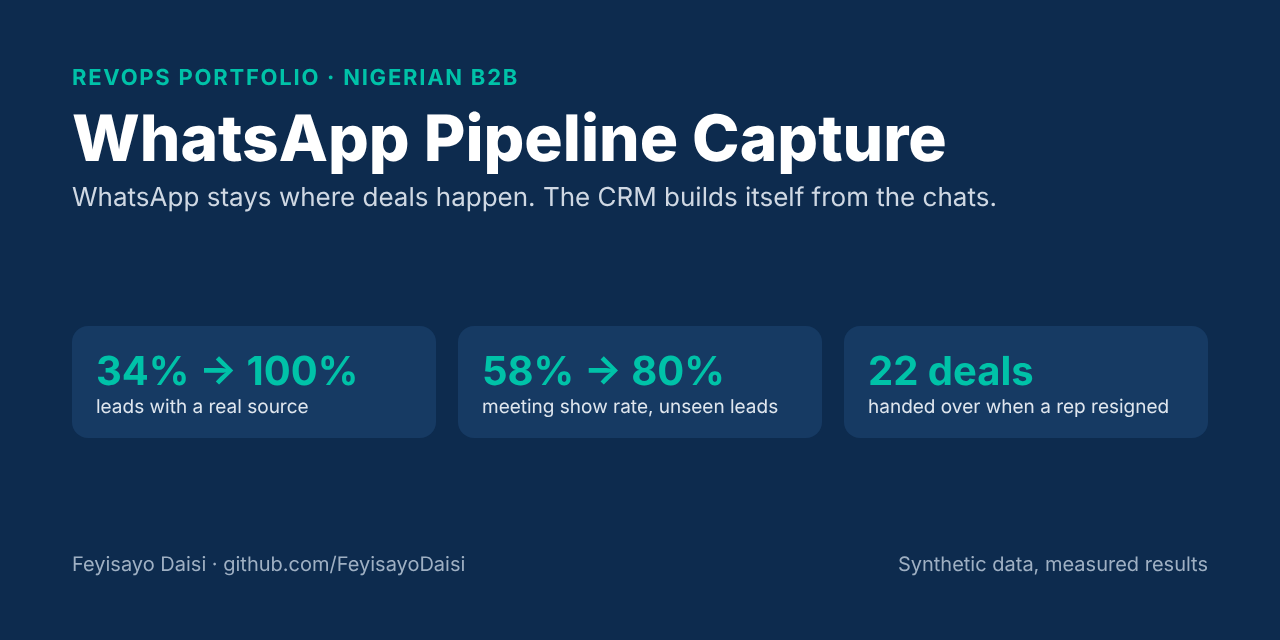 REVOPS PORTFOLIO · NIGERIAN B2B
WhatsApp Pipeline Capture
WhatsApp stays where deals happen. The CRM builds itself from the chats.
34% → 100%
leads with a real source
58% → 80%
meeting show rate, unseen leads
22 deals
handed over when a rep resigned
Feyisayo Daisi · github.com/FeyisayoDaisi
Synthetic data, measured results